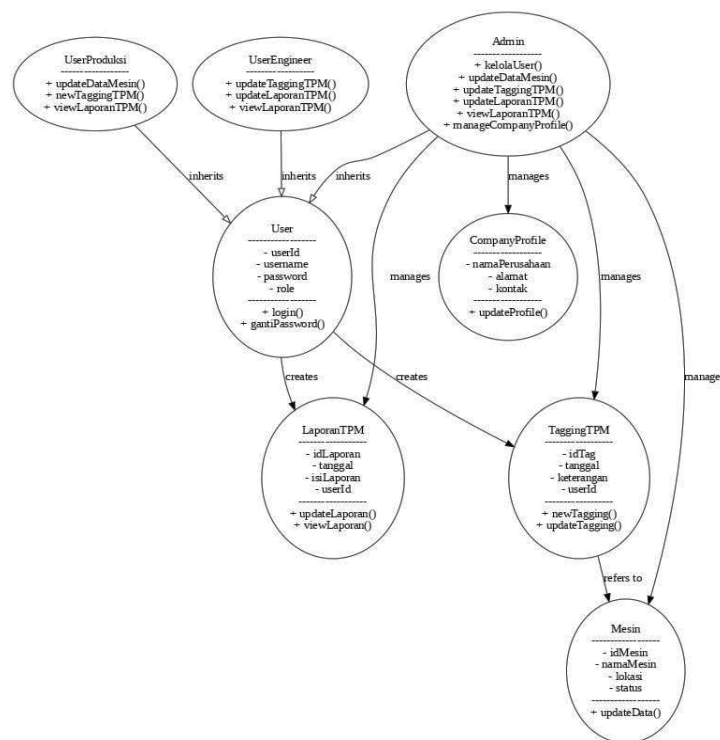 UserProduksi
------------------
+ updateDataMesin()
+ newTaggingTPM()
+ viewLaporanTPM()
UserEngineer
------------------
+ updateTaggingTPM()
+ updateLaporanTPM()
+ viewLaporanTPM()
Admin
------------------
+ kelolaUser()
+ updateDataMesin()
+ updateTaggingTPM()
+ updateLaporanTPM()
+ viewLaporanTPM()
+ manageCompanyProfile()
inherits
inherits
inherits
manages
User
------------------
- userId
- username
- password
- role
------------------
+ login()
+ gantiPassword()
CompanyProfile
------------------
- namaPerusahaan
- alamat
- kontak
------------------
+ updateProfile()
manages
manages
creates
creates
manage
LaporanTPM
------------------
- idLaporan
- tanggal
- isiLaporan
- userId
------------------
+ updateLaporan()
+ viewLaporan()
TaggingTPM
------------------
- idTag
- tanggal
- keterangan
- userId
------------------
+ newTagging()
+ updateTagging()
refers to
Mesin
------------------
- idMesin
- namaMesin
- lokasi
- status
------------------
+ updateData()